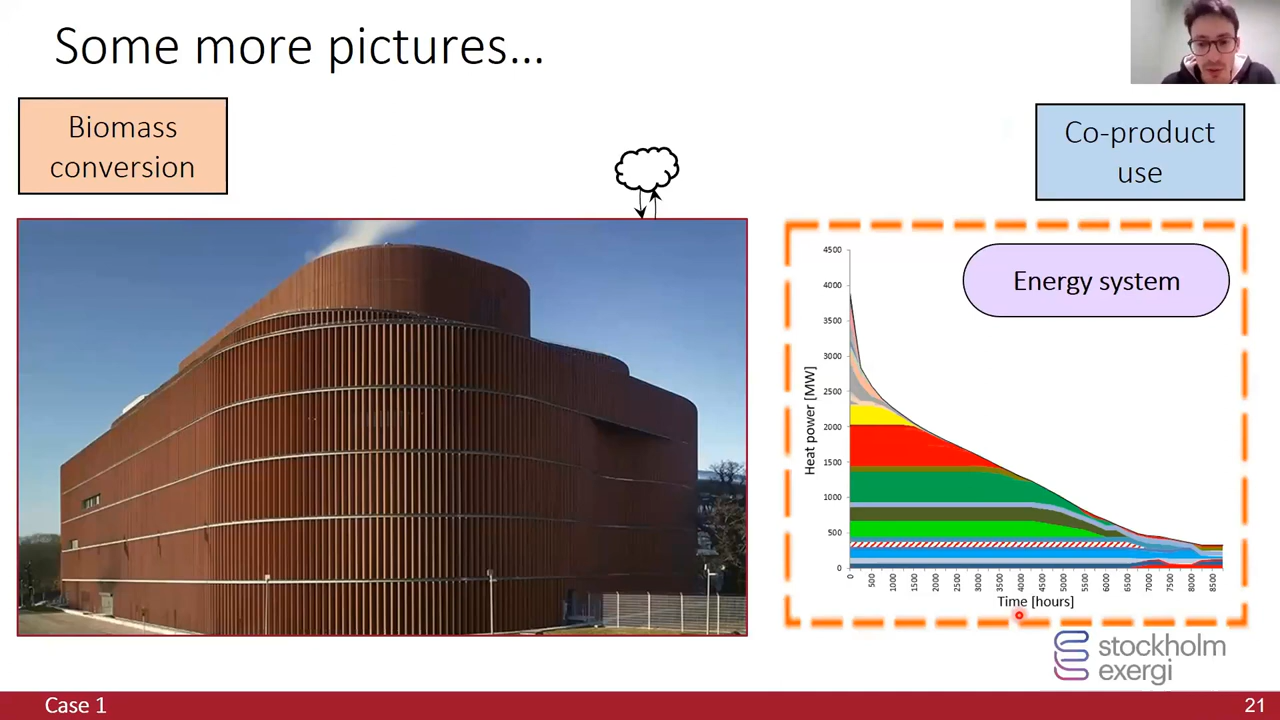 Some more pictures...
Biomass
conversion
Co-product
use
Energy system
4500
4000
3500
3000
2500
2000
1500
1000
500
0
Heat power [MW]
0
500
1000
1500
2000
2500
3000
3500
4000
4500
5000
5500
6000
6500
7000
7500
8000
8500
Time [hours]
stockholm
exergi
Case 1
21